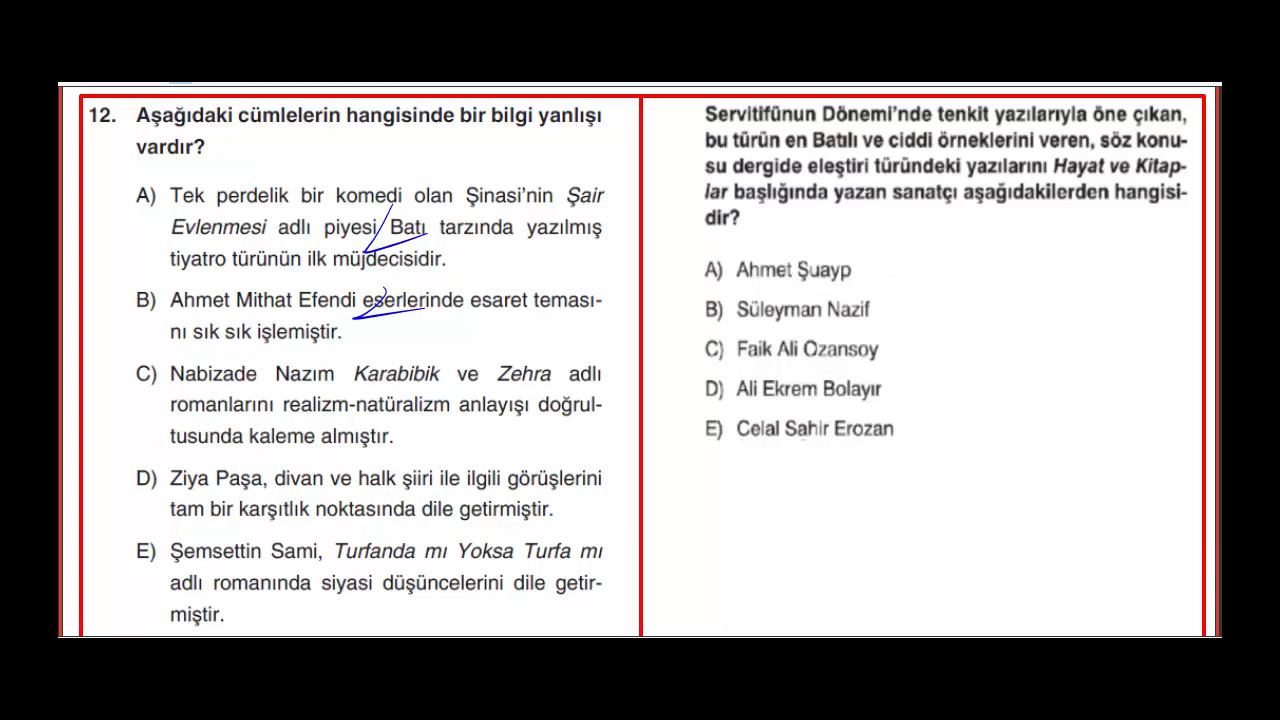 12. Aşağıdaki cümlelerin hangisinde bir bilgi yanlışı
vardır?
A) Tek perdelik bir komedi olan Şinasi'nin Şair
Evlenmesi adlı piyesi Batı tarzında yazılmış
tiyatro türünün ilk müjdecisidir.
B) Ahmet Mithat Efendi eserlerinde esaret teması-
nı sık sık işlemiştir.
C) Nabizade Nazım Karabibik ve Zehra adlı
romanlarını realizm-natüralizm anlayışı doğrul-
tusunda kaleme almıştır.
D) Ziya Paşa, divan ve halk şiiri ile ilgili görüşlerini
tam bir karşıtlık noktasında dile getirmiştir.
E) Şemsettin Sami, Turfanda mı Yoksa Turfa mı
adlı romanında siyasi düşüncelerini dile getir-
miştir.
Servitifünun Dönemi'nde tenkit yazılarıyla öne çıkan,
bu türün en Batılı ve ciddi örneklerini veren, söz konu-
su dergide eleştiri türündeki yazılarını Hayat ve Kitap-
lar başlığında yazan sanatçı aşağıdakilerden hangisi-
dir?
A) Ahmet Şuayp
B) Süleyman Nazif
C) Faik Ali Ozansoy
D) Ali Ekrem Bolayır
E) Celal Sahir Erozan